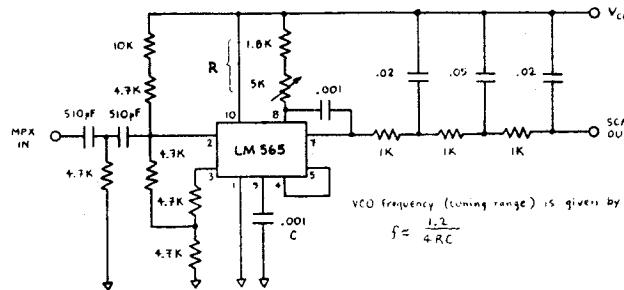 V
10K
R
1.8K
.02
.05
.02
4.7K
5K
.001
510pF
510pF
10
8
MPX
IN
2
LM 565
7
SCA
OUT
1K
1K
1K
4.7K
4.7K
3
1
9
4
5
4.7K
.001
C
4.7K
VCO frequency (tuning range) is given by
f≈ 1.2
4RC